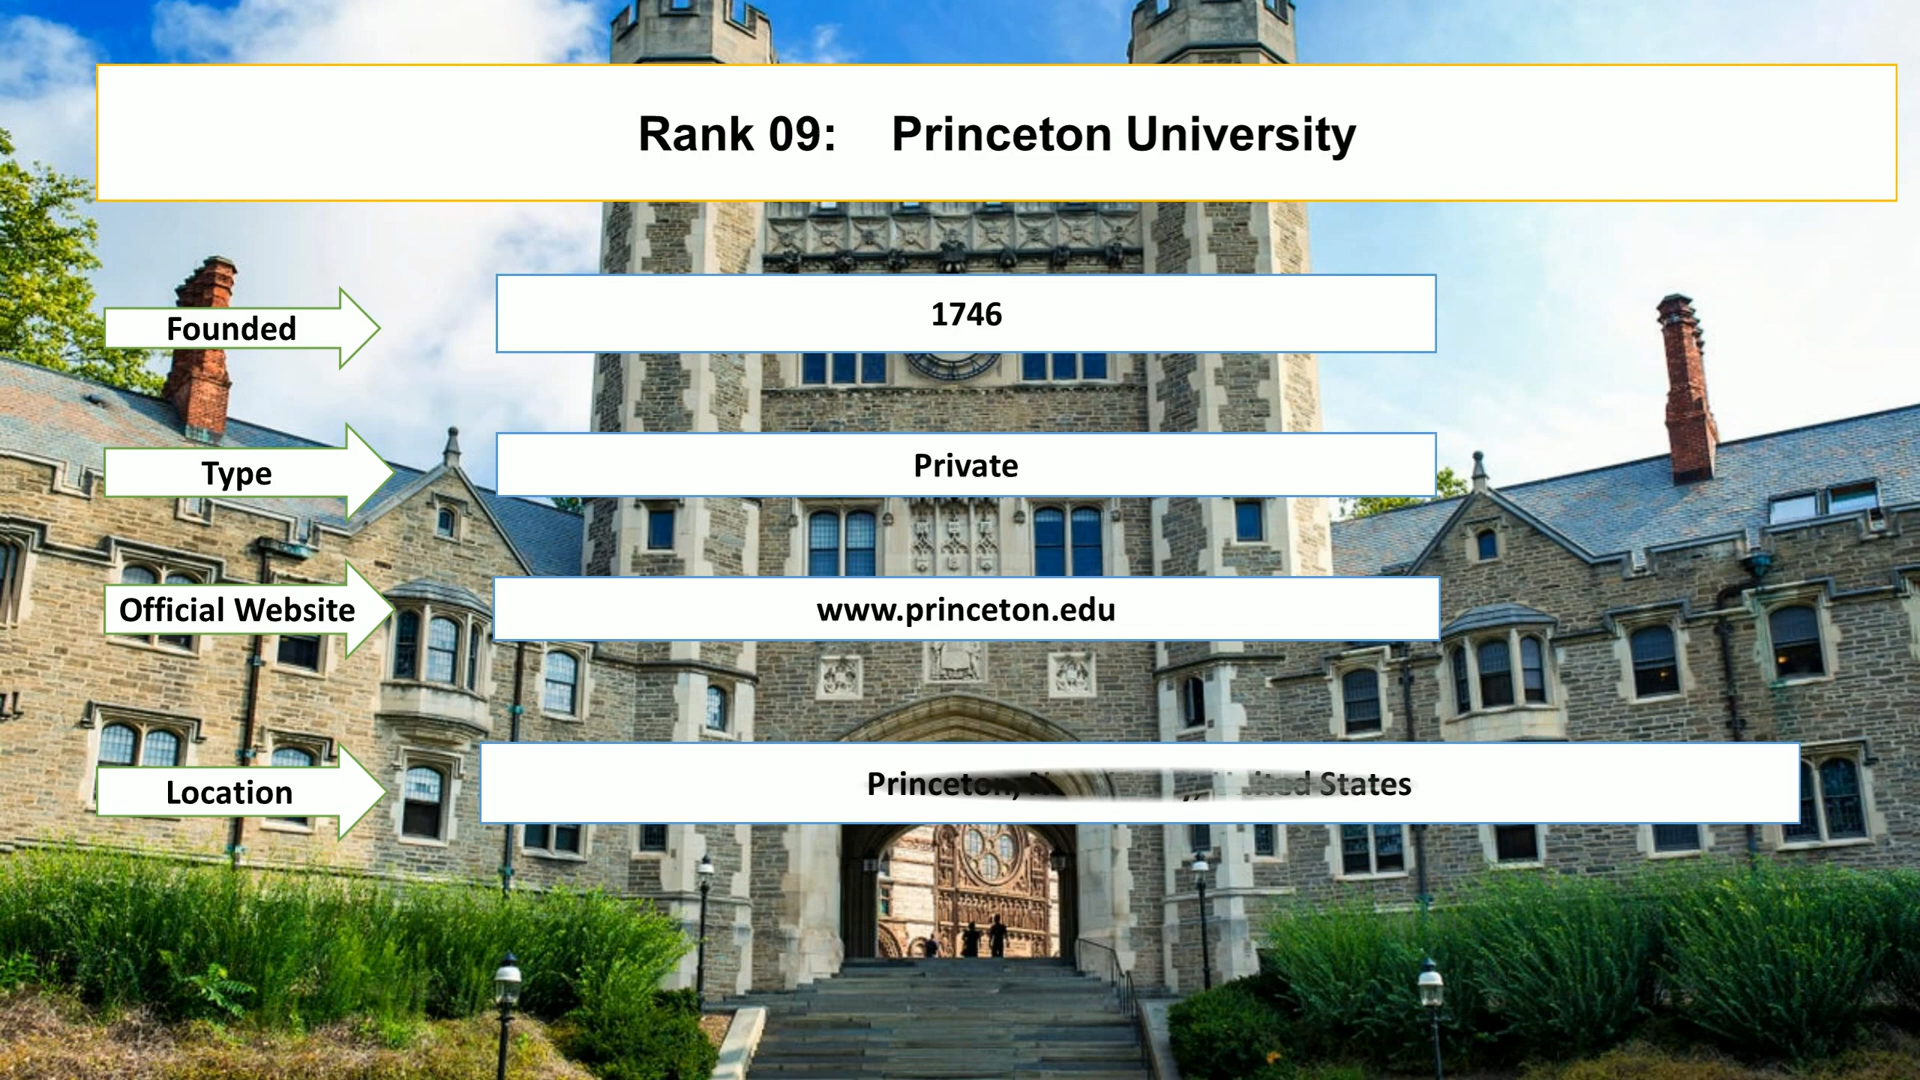 Rank 09: Princeton University
Founded
1746
Type
Private
Official Website
www.princeton.edu
Location
Princeton, States